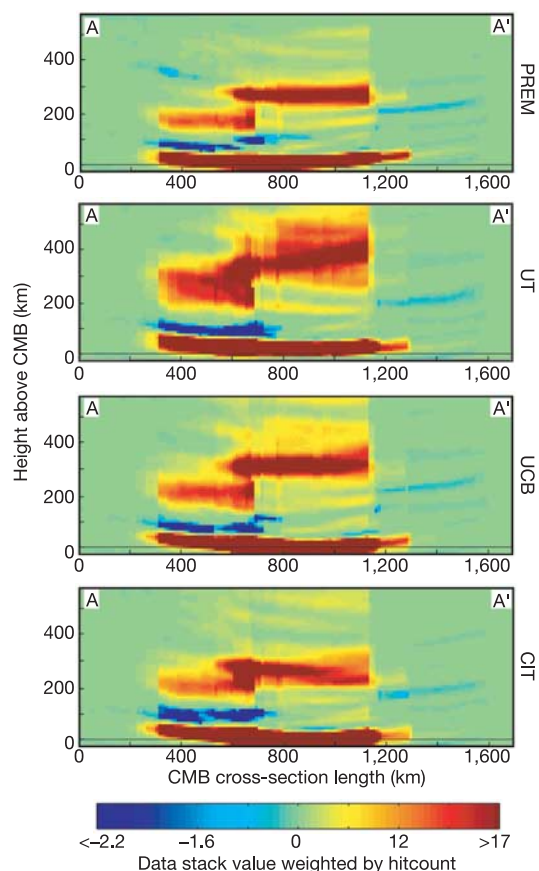 A A'
400
200
0
0 400 800 1,200 1,600
PREM
A A'
400
200
0
0 400 800 1,200 1,600
UT
A A'
400
200
0
0 400 800 1,200 1,600
UCB
A A'
400
200
0
0 400 800 1,200 1,600
CIT
Height above CMB (km)
CMB cross-section length (km)
<–2.2 –1.6 0 12 >17
Data stack value weighted by hitcount